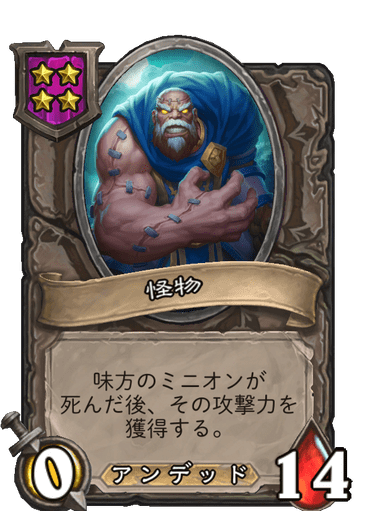 怪物
味方のミニオンが
死んだ後、その攻撃力を
獲得する。
0
アンデッド
14